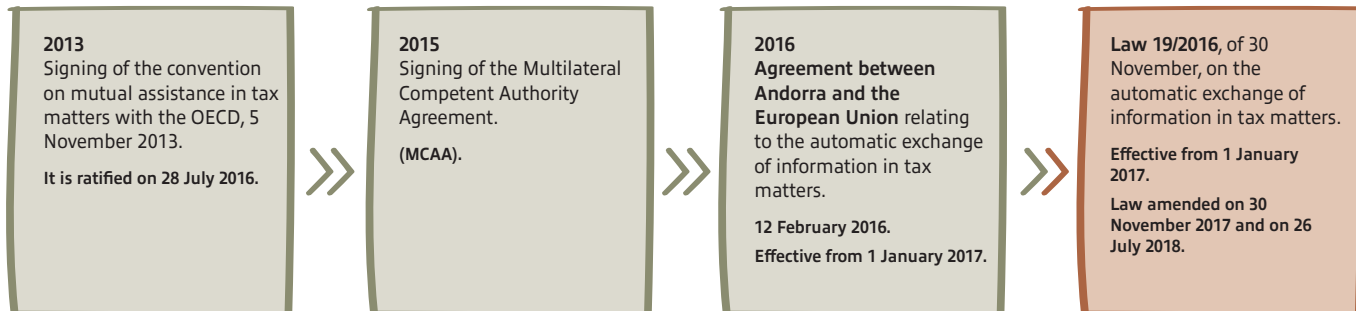 2013
Signing of the convention
on mutual assistance in tax
matters with the OECD, 5
November 2013.
It is ratified on 28 July 2016.
2015
Signing of the Multilateral
Competent Authority
Agreement.
(MCAA).
2016
Agreement between
Andorra and the
European Union relating
to the automatic exchange
of information in tax
matters.
12 February 2016.
Effective from 1 January 2017.
Law 19/2016, of 30
November, on the
automatic exchange of
information in tax matters.
Effective from 1 January
2017.
Law amended on 30
November 2017 and on 26
July 2018.